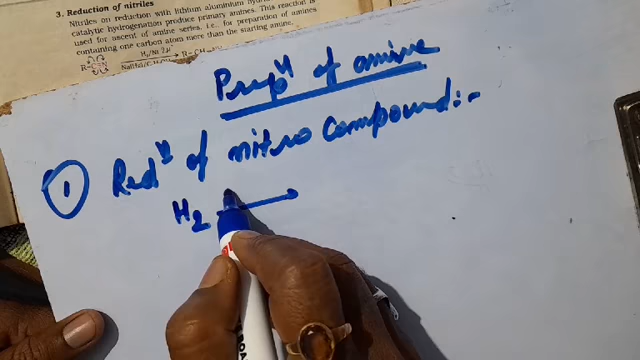 3. Reduction of nitriles
Nitriles on reduction with lithium aluminium
catalytic hydrogenation produce primary amines. This reaction is
used for ascent of amine series, i.e., for preparation of amines
containing one carbon atom more than the starting amine.
Prepⁿ of amine
① Redⁿ of nitro compound:-
H₂ →